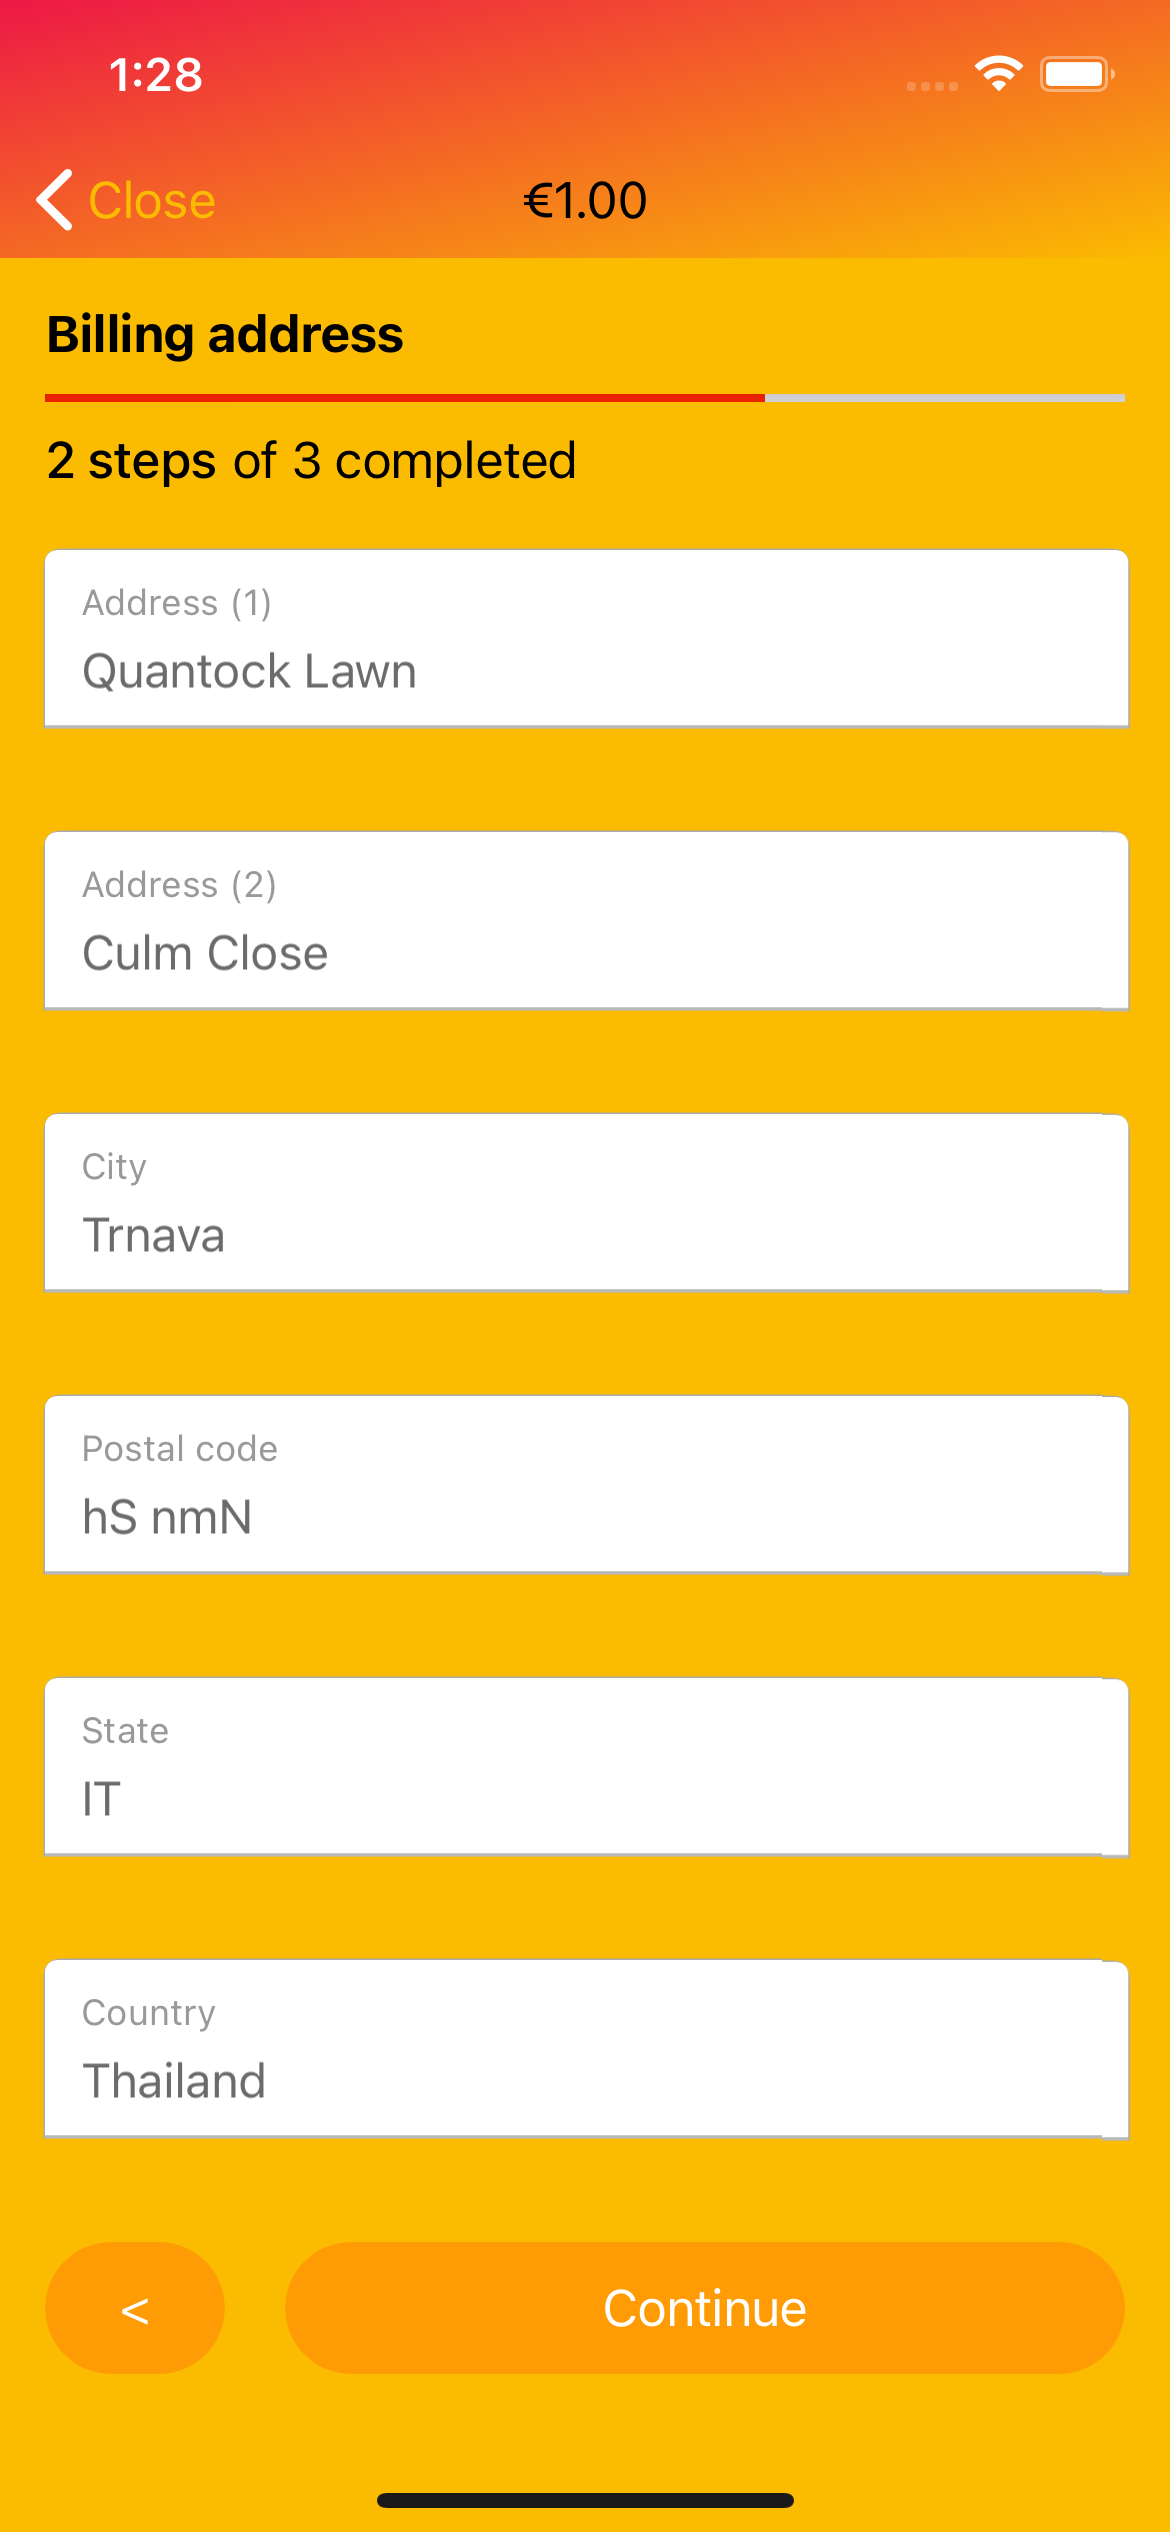 1:28
Close
€1.00
Billing address
2 steps of 3 completed
Address (1)
Quantock Lawn
Address (2)
Culm Close
City
Trnava
Postal code
hS nmN
State
IT
Country
Thailand
<
Continue